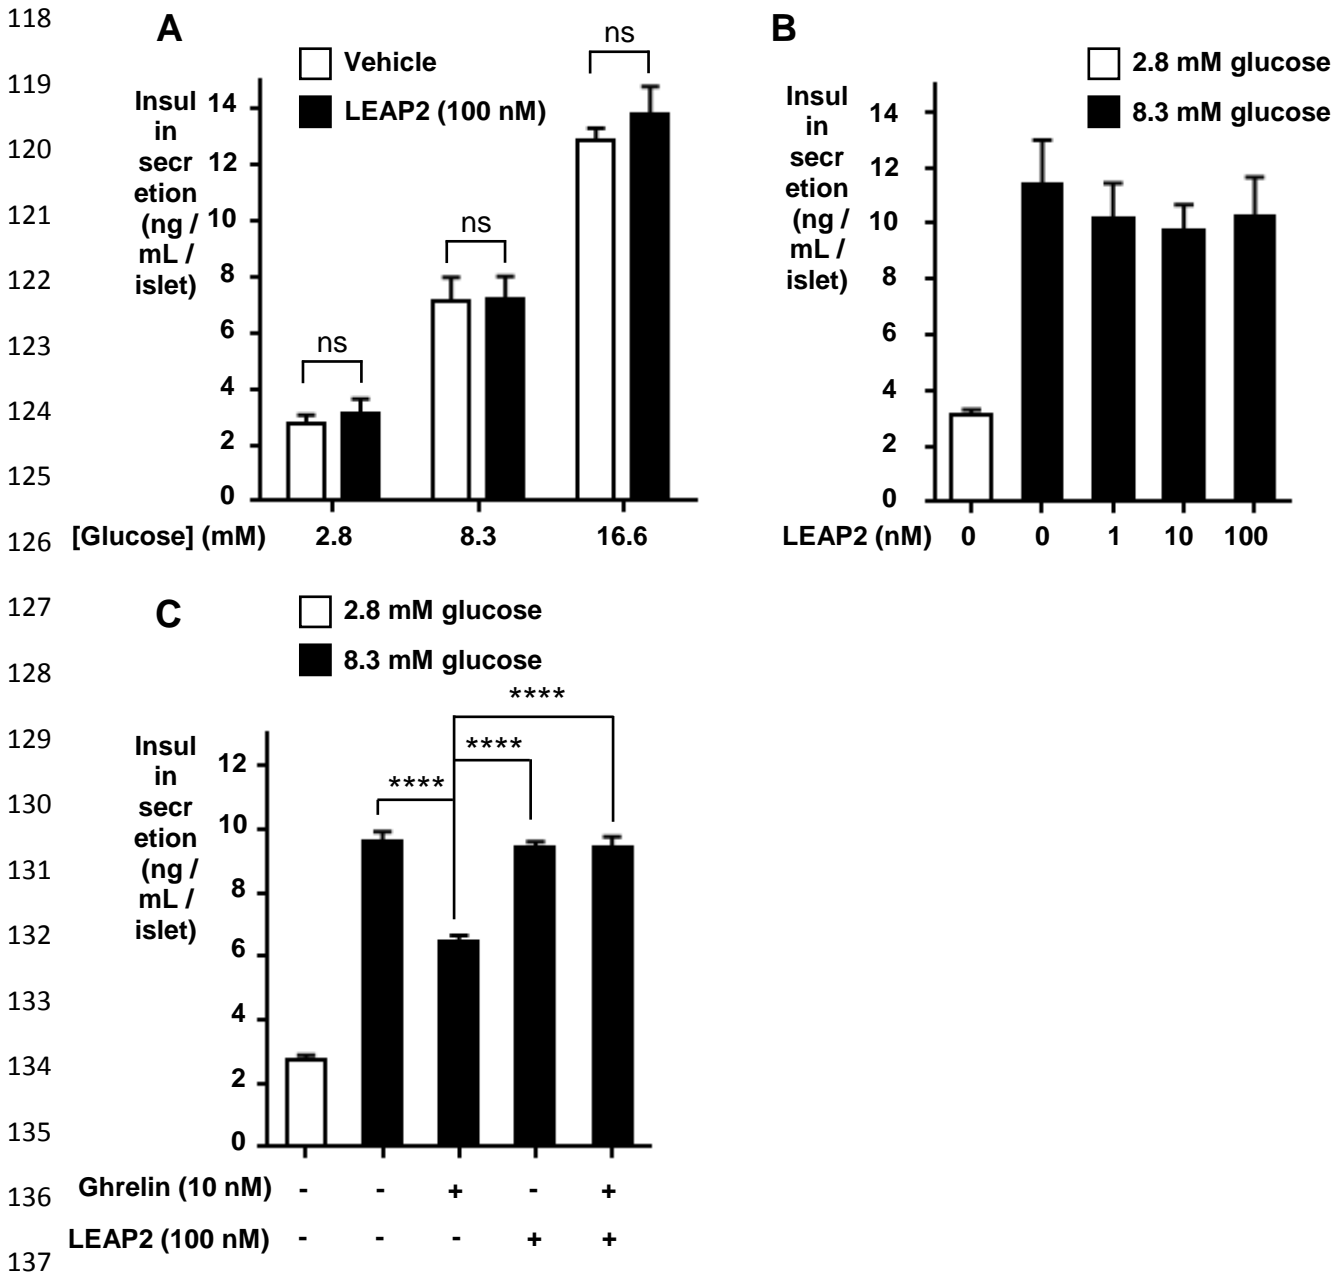 118
119
120
121
122
123
124
125
126
127
128
129
130
131
132
133
134
135
136
137
A
Vehicle
LEAP2 (100 nM)
Insul
in
secr
etion
(ng /
mL /
islet)
14
12
10
8
6
4
2
0
ns
ns
ns
[Glucose] (mM) 2.8 8.3 16.6
B
2.8 mM glucose
8.3 mM glucose
Insul
in
secr
etion
(ng /
mL /
islet)
14
12
10
8
6
4
2
0
LEAP2 (nM) 0 0 1 10 100
C
2.8 mM glucose
8.3 mM glucose
Insul
in
secr
etion
(ng /
mL /
islet)
12
10
8
6
4
2
0
****
****
****
Ghrelin (10 nM) - - + - +
LEAP2 (100 nM) - - - + +